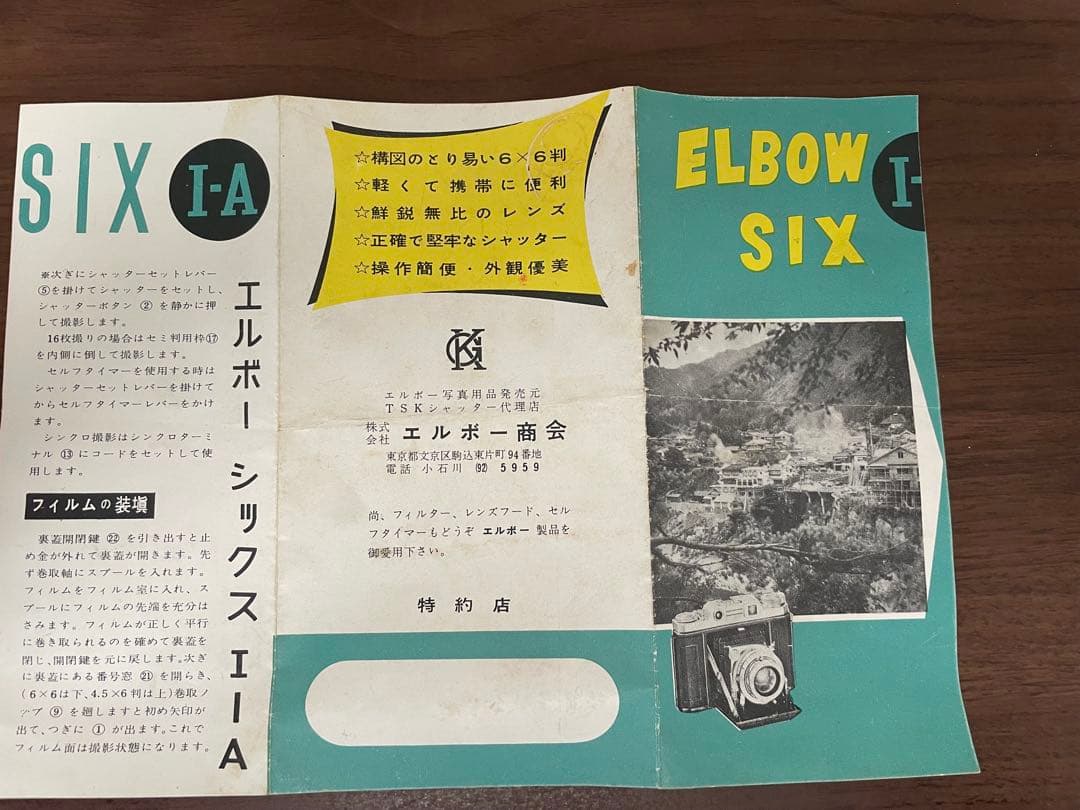 SIX I-A
※次ぎにシャッターセットレバー
⑤を掛けてシャッターをセットし、
シャッターボタン ② を静かに押
して撮影します。
16枚撮りの場合はセミ判用枠⑰
を内側に倒して撮影します。
セルフタイマーを使用する時は
シャッターセットレバーを掛けて
からセルフタイマーレバーをかけ
ます。
シンクロ撮影はシンクロターミ
ナル ⑬ にコードをセットして使
用します。
フィルムの装塡
裏蓋開閉鍵 ㉒ を引き出すと止
め金が外れて裏蓋が開きます。先
ず巻取軸にスプールを入れます。
フィルムをフィルム室に入れ、ス
プールにフィルムの先端を充分は
さみます。フィルムが正しく平行
に巻き取られるのを確めて裏蓋を
閉じ、開閉鍵を元に戻します。次ぎ
に裏蓋にある番号窓 ㉑ を開らき、
(6×6は下、4.5×6判は上)巻取ノ
ップ ⑨ を廻しますと初め矢印が
出て、つぎに ① が出ます。これで
フィルム面は撮影状態になります。
エルボー シックス I-A
☆構図のとり易い6×6判
☆軽くて携帯に便利
☆鮮鋭無比のレンズ
☆正確で堅牢なシャッター
☆操作簡便・外観優美
エルボー写真用品発売元
TSKシャッター代理店
株式会社 エルボー商会
東京都文京区駒込東片町94番地
電話 小石川 (92) 5959
尚、フィルター、レンズフード、セル
フタイマーもどうぞ エルボー 製品を
御愛用下さい。
特約店
ELBOW
SIX
I-